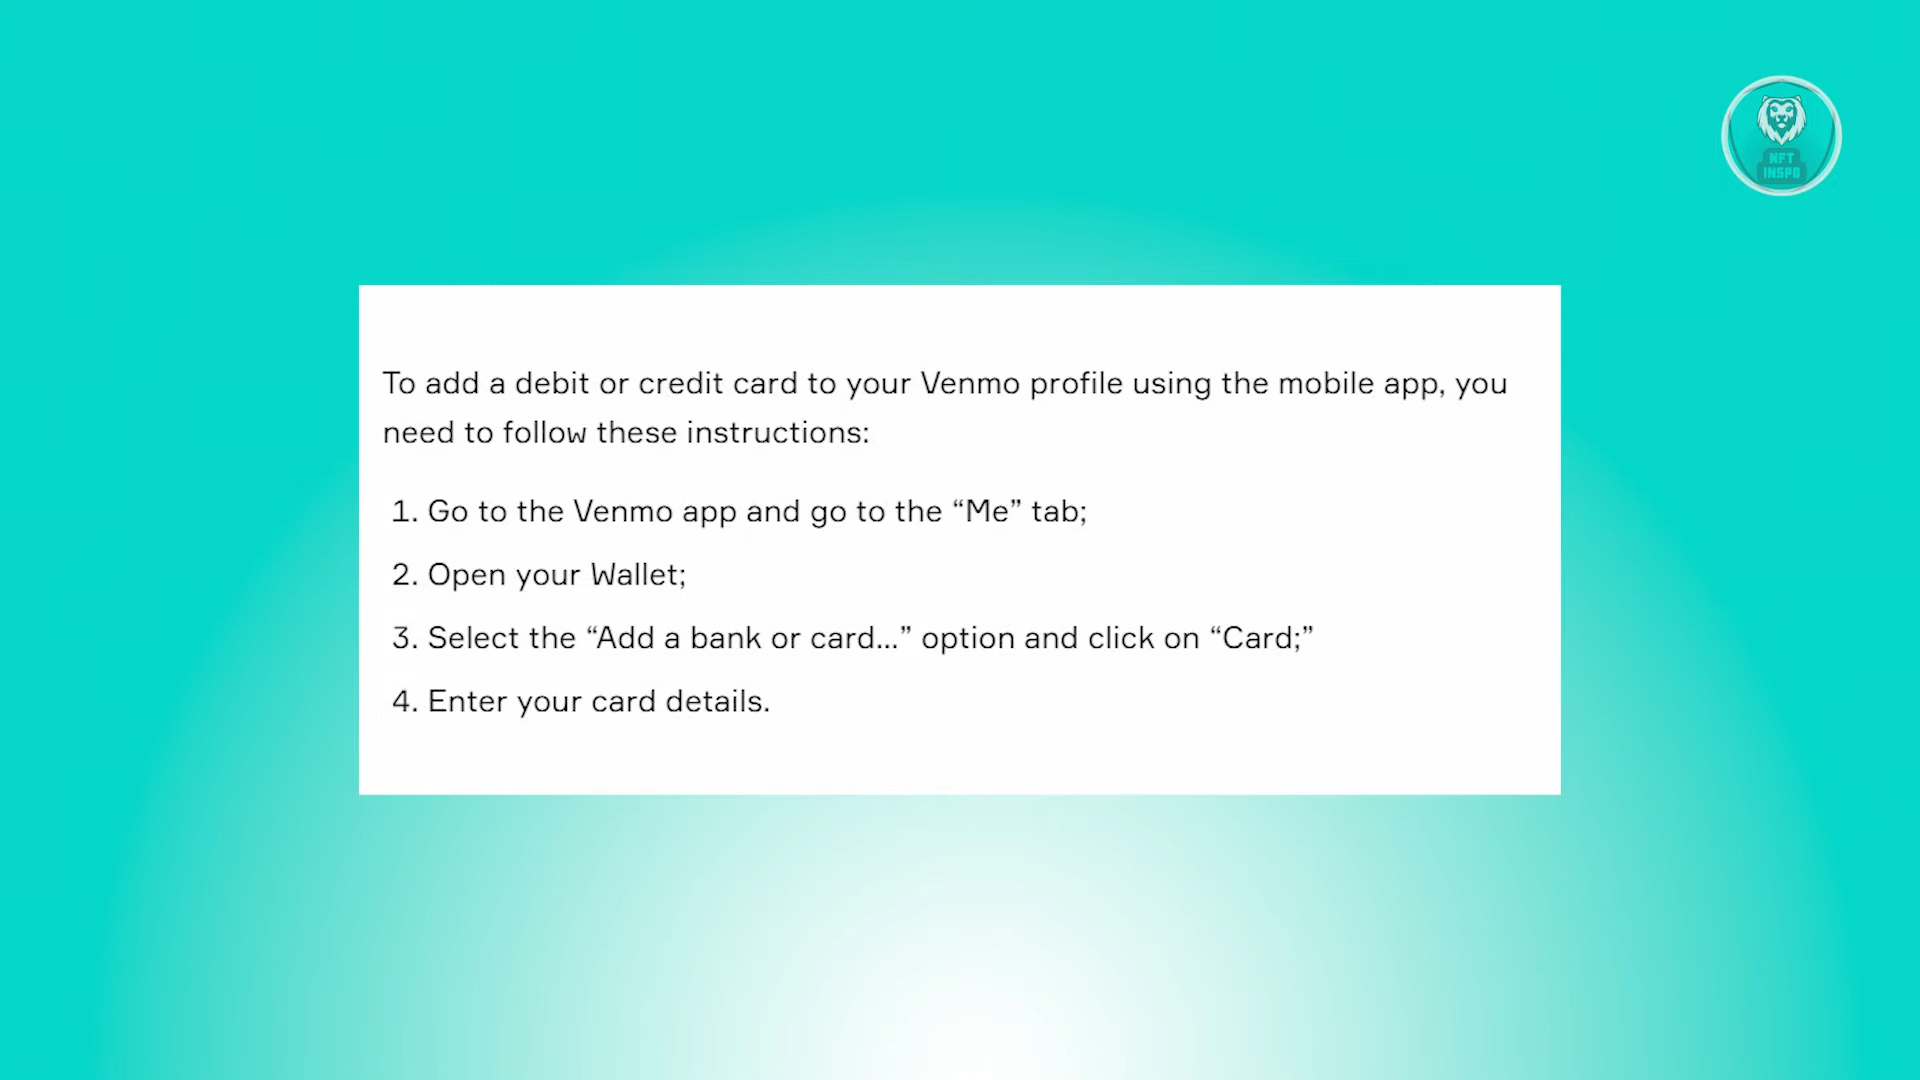 NFT
INSPO
To add a debit or credit card to your Venmo profile using the mobile app, you
need to follow these instructions:
1. Go to the Venmo app and go to the “Me” tab;
2. Open your Wallet;
3. Select the “Add a bank or card...” option and click on “Card;”
4. Enter your card details.